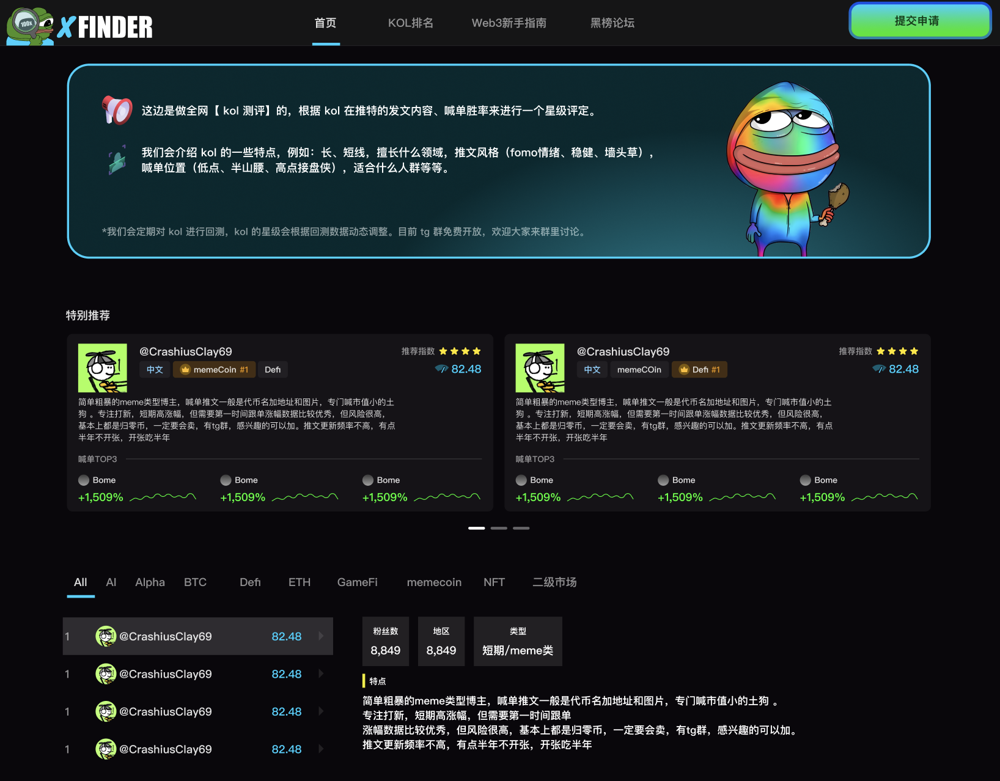 100x
XFINDER
首页
KOL排名
Web3新手指南
黑榜论坛
提交申请
这边是做全网【 kol 测评】的，根据 kol 在推特的发文内容、喊单胜率来进行一个星级评定。
我们会介绍 kol 的一些特点，例如：长、短线，擅长什么领域，推文风格（fomo情绪、稳健、墙头草），
喊单位置（低点、半山腰、高点接盘侠），适合什么人群等等。
*我们会定期对 kol 进行回测，kol 的星级会根据回测数据动态调整。目前 tg 群免费开放，欢迎大家来群里讨论。
特别推荐
@CrashiusClay69
推荐指数
中文
memeCoin #1
Defi
82.48
简单粗暴的meme类型博主，喊单推文一般是代币名加地址和图片，专门喊市值小的土
狗 。专注打新，短期高涨幅，但需要第一时间跟单涨幅数据比较优秀，但风险很高，
基本上都是归零币，一定要会卖，有tg群，感兴趣的可以加。推文更新频率不高，有点
半年不开张，开张吃半年
喊单TOP3
Bome
Bome
Bome
+1,509%
+1,509%
+1,509%
@CrashiusClay69
推荐指数
中文
memeCOin
Defi #1
82.48
简单粗暴的meme类型博主，喊单推文一般是代币名加地址和图片，专门喊市值小的土
狗 。专注打新，短期高涨幅，但需要第一时间跟单涨幅数据比较优秀，但风险很高，
基本上都是归零币，一定要会卖，有tg群，感兴趣的可以加。推文更新频率不高，有点
半年不开张，开张吃半年
喊单TOP3
Bome
Bome
Bome
+1,509%
+1,509%
+1,509%
All
AI
Alpha
BTC
Defi
ETH
GameFi
memecoin
NFT
二级市场
1 @CrashiusClay69 82.48
1 @CrashiusClay69 82.48
1 @CrashiusClay69 82.48
1 @CrashiusClay69 82.48
粉丝数
8,849
地区
8,849
类型
短期/meme类
特点
简单粗暴的meme类型博主，喊单推文一般是代币名加地址和图片，专门喊市值小的土狗 。
专注打新，短期高涨幅，但需要第一时间跟单
涨幅数据比较优秀，但风险很高，基本上都是归零币，一定要会卖，有tg群，感兴趣的可以加。
推文更新频率不高，有点半年不开张，开张吃半年